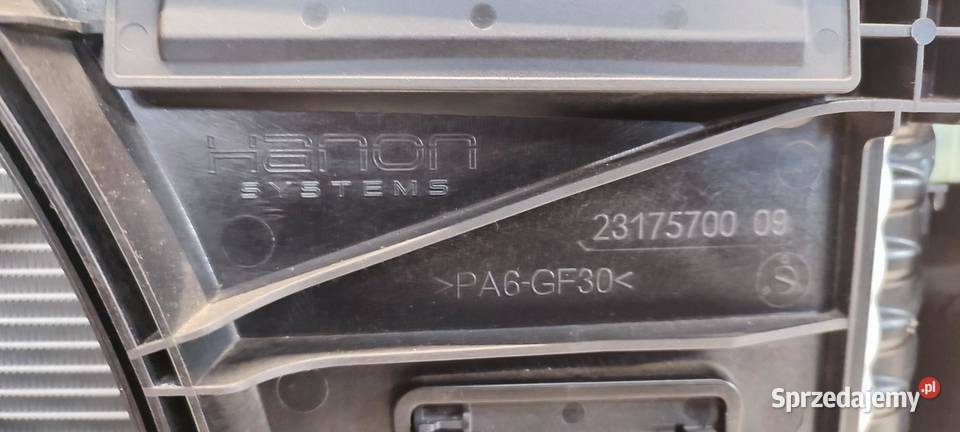 Hanon
SYSTEMS
23175700 09
>PA6-GF30<
S
Sprzedajemy.pl